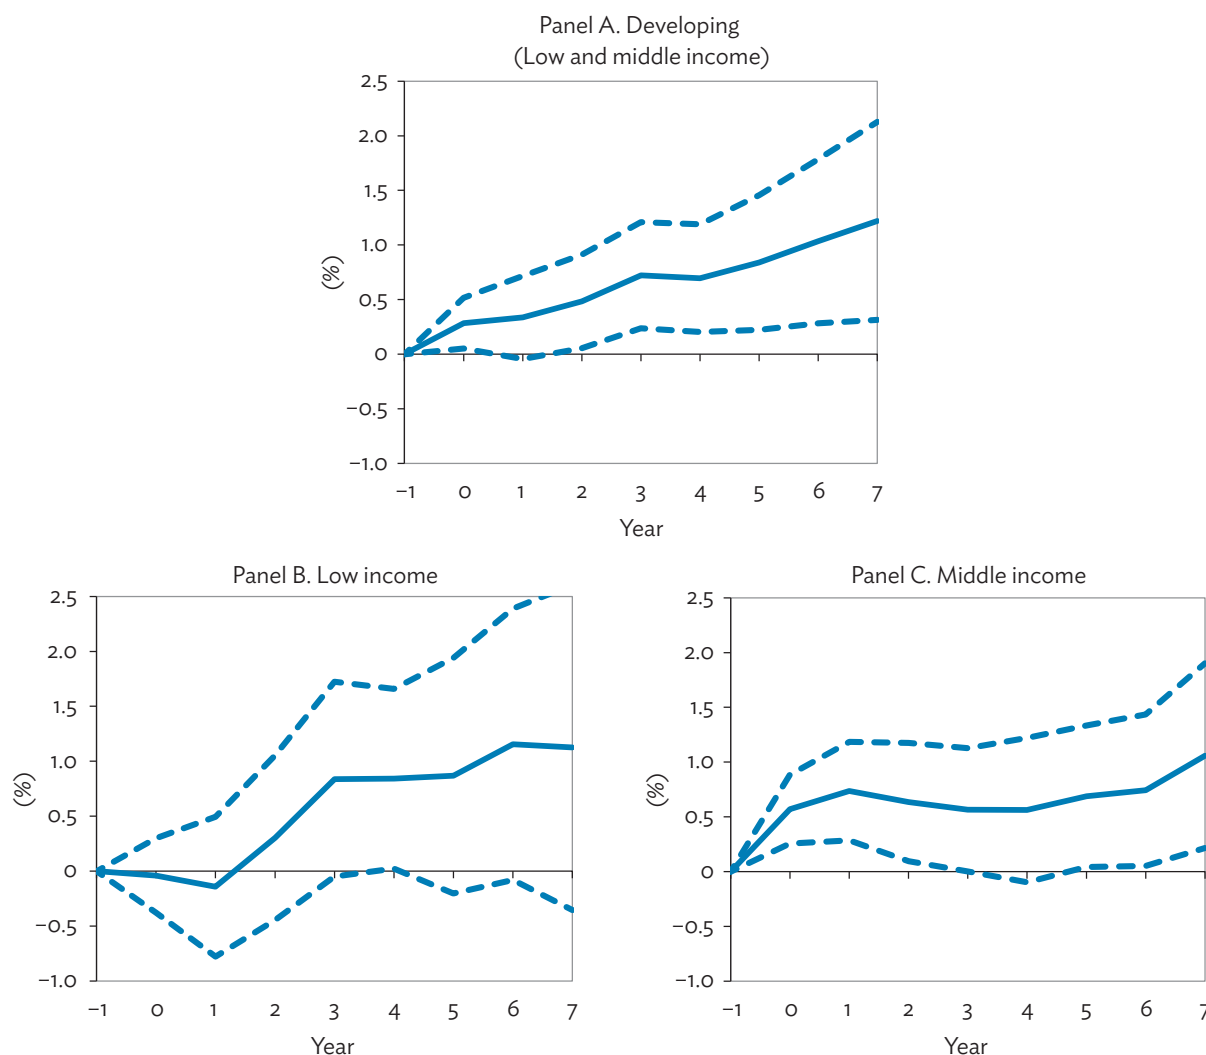 Panel A. Developing
(Low and middle income)
2.5
2.0
1.5
1.0
0.5
0
−0.5
−1.0
(%)
−1 0 1 2 3 4 5 6 7
Year
Panel B. Low income
2.5
2.0
1.5
1.0
0.5
0
−0.5
−1.0
(%)
−1 0 1 2 3 4 5 6 7
Year
Panel C. Middle income
2.5
2.0
1.5
1.0
0.5
0
−0.5
−1.0
(%)
−1 0 1 2 3 4 5 6 7
Year